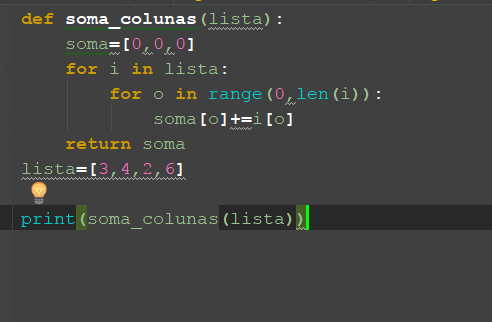 def soma_colunas(lista):
    soma=[0,0,0]
    for i in lista:
        for o in range(0,len(i)):
            soma[o]+=i[o]
    return soma
lista=[3,4,2,6]
print(soma_colunas(lista))